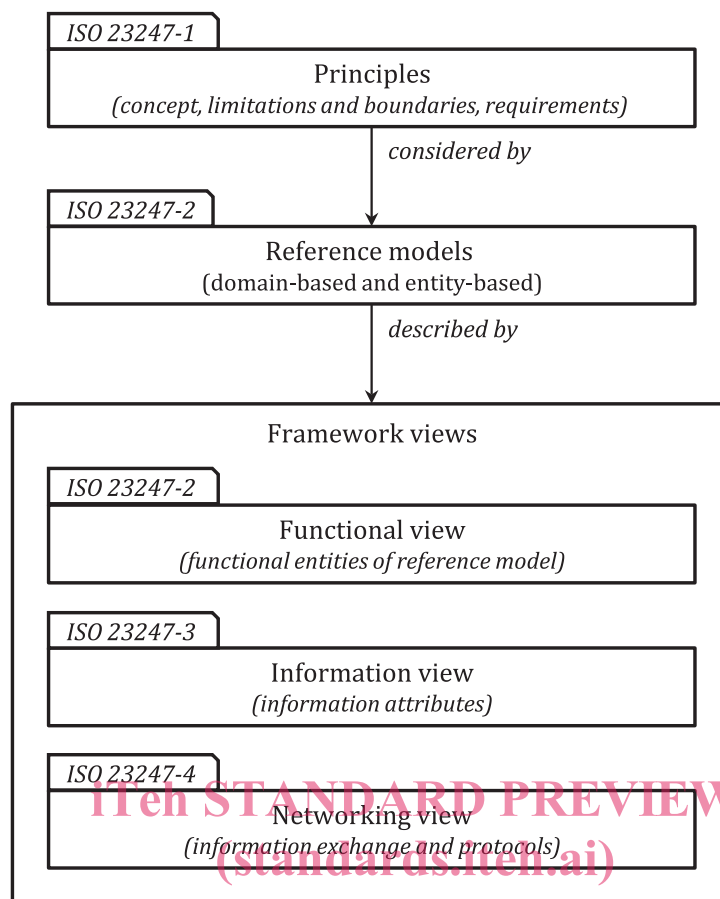 ISO 23247-1
Principles
(concept, limitations and boundaries, requirements)
considered by
ISO 23247-2
Reference models
(domain-based and entity-based)
described by
Framework views
ISO 23247-2
Functional view
(functional entities of reference model)
ISO 23247-3
Information view
(information attributes)
ISO 23247-4
iTeh STANDARD PREVIEW
Networking view
(information exchange and protocols)
(standards.iteh.ai)